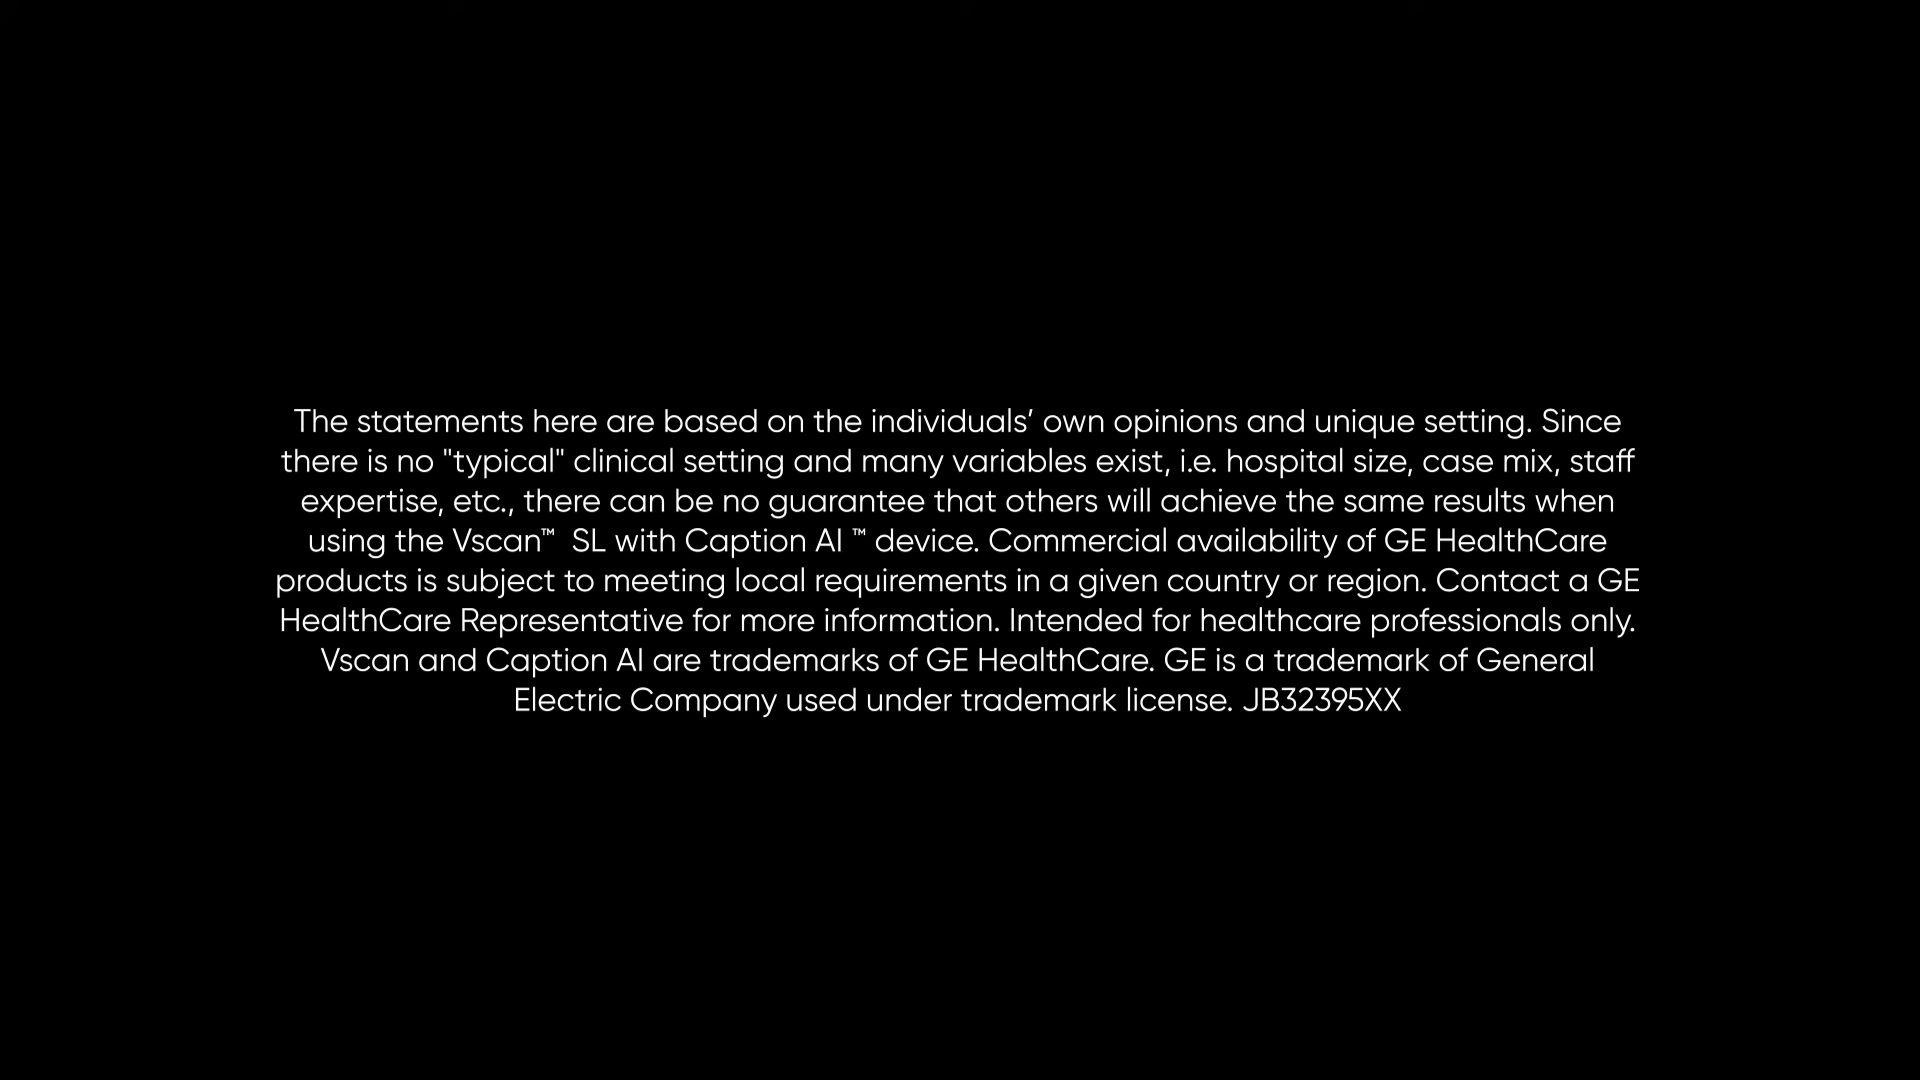 The statements here are based on the individuals’ own opinions and unique setting. Since
there is no "typical" clinical setting and many variables exist, i.e. hospital size, case mix, staff
expertise, etc., there can be no guarantee that others will achieve the same results when
using the Vscan™ SL with Caption AI ™ device. Commercial availability of GE HealthCare
products is subject to meeting local requirements in a given country or region. Contact a GE
HealthCare Representative for more information. Intended for healthcare professionals only.
Vscan and Caption AI are trademarks of GE HealthCare. GE is a trademark of General
Electric Company used under trademark license. JB32395XX